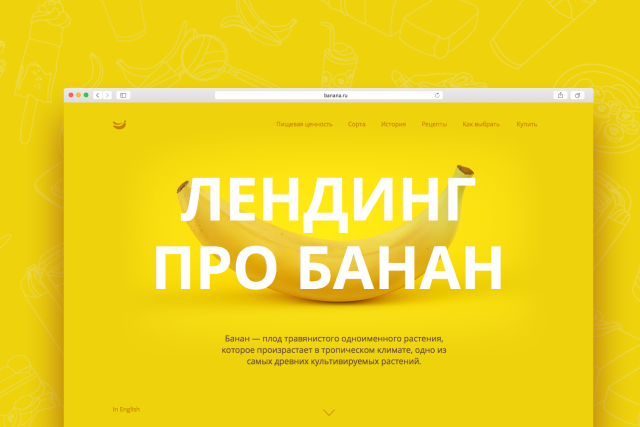 banana.ru
Пищевая ценность Сорта История Рецепты Как выбрать Купить
ЛЕНДИНГ
ПРО БАНАН
Банан — плод травянистого одноименного растения,
которое произрастает в тропическом климате, одно из
самых древних культивируемых растений.
In English